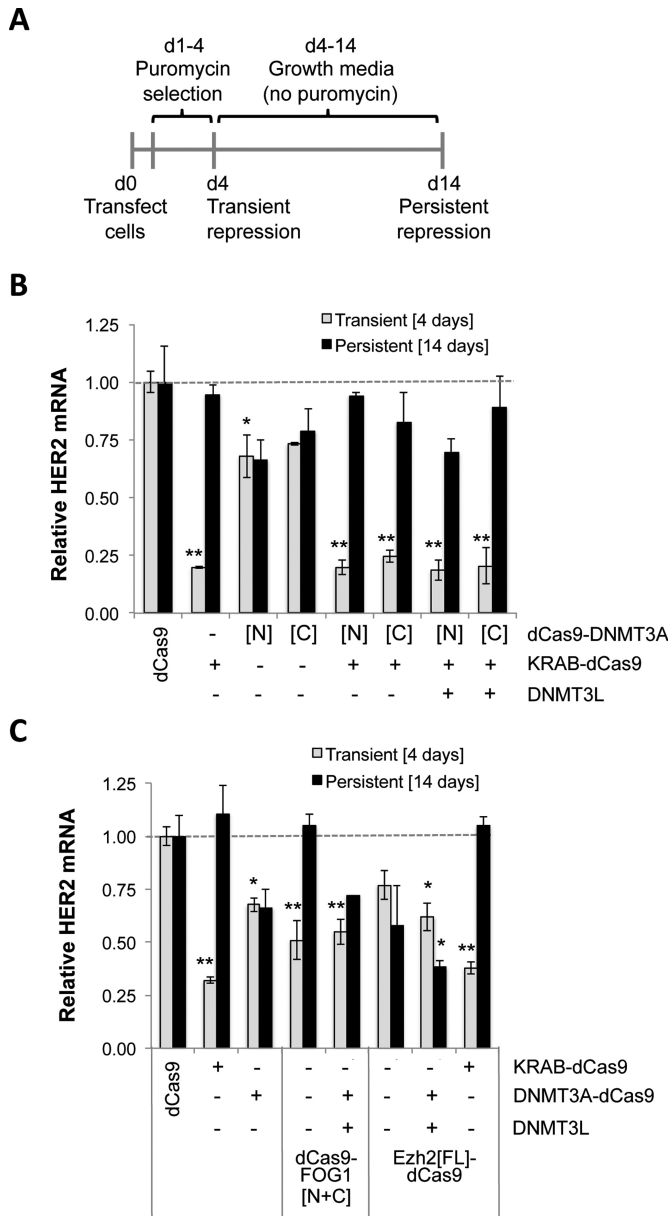 A
d1-4
Puromycin
selection
d4-14
Growth media
(no puromycin)
d0
Transfect
cells
d4
Transient
repression
d14
Persistent
repression
B
Transient [4 days]
Persistent [14 days]
Relative HER2 mRNA
1.25
1.00
0.75
0.50
0.25
0.00
** * ** ** ** **
dCas9
- [N] [C] [N] [C] [N] [C] dCas9-DNMT3A
+ - - + + + + KRAB-dCas9
- - - - - + + DNMT3L
C
Transient [4 days]
Persistent [14 days]
Relative HER2 mRNA
1.25
1.00
0.75
0.50
0.25
0.00
** * ** ** * * **
dCas9
+ - - - - - + KRAB-dCas9
- + - + - + - DNMT3A-dCas9
- - - + - + - DNMT3L
dCas9-
FOG1
[N+C]
Ezh2[FL]-
dCas9